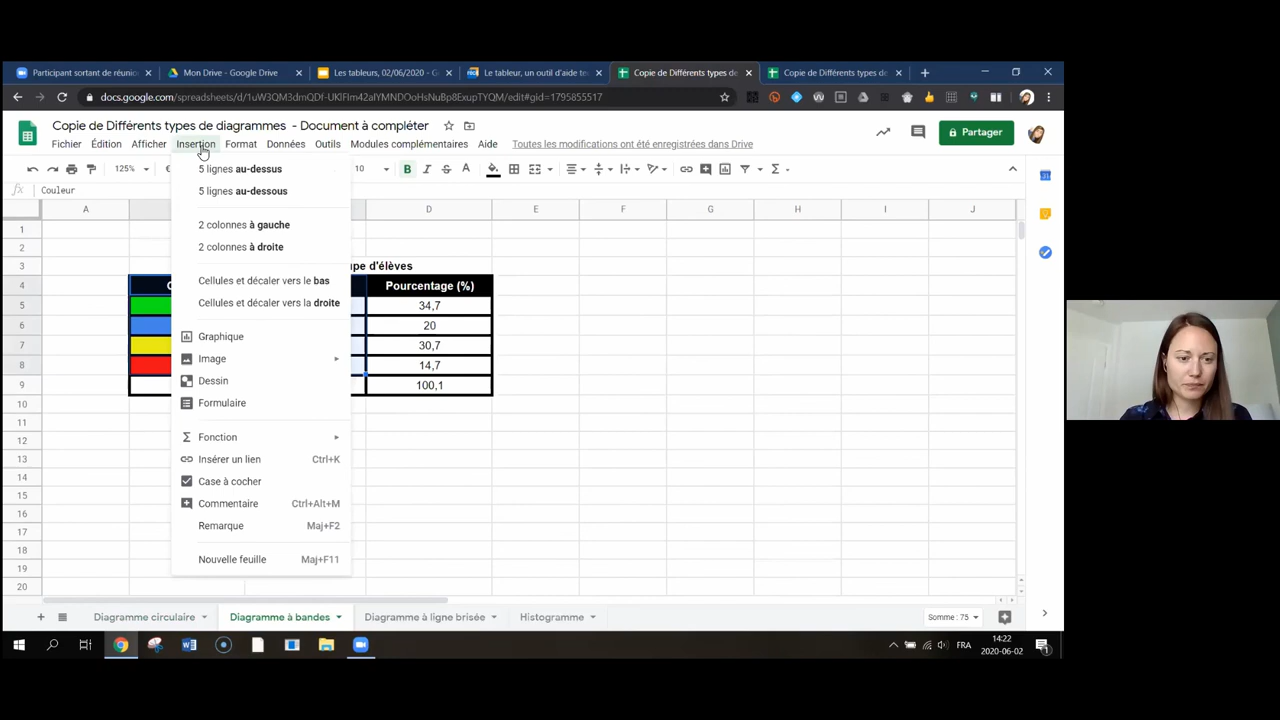 Participant sortant de réunio
Mon Drive - Google Drive
Les tableurs, 02/06/2020 - G
Le tableur, un outil d'aide te
Copie de Différents types de
Copie de Différents types de
docs.google.com/spreadsheets/d/1uW3QM3dmQDf-UKlFIm42aIYMNDOoHsNuBp8ExupTYQM/edit#gid=1795855517
Copie de Différents types de diagrammes - Document à compléter
Partager
Fichier Édition Afficher Insertion Format Données Outils Modules complémentaires Aide Toutes les modifications ont été enregistrées dans Drive
125% € 10 B I S A
fx Couleur
A D E F G H I J
5 lignes au-dessus
5 lignes au-dessous
2 colonnes à gauche
2 colonnes à droite
Cellules et décaler vers le bas
Cellules et décaler vers la droite
Graphique
Image
Dessin
Formulaire
Fonction
Insérer un lien Ctrl+K
Case à cocher
Commentaire Ctrl+Alt+M
Remarque Maj+F2
Nouvelle feuille Maj+F11
1
2
3 upe d'élèves
4 Pourcentage (%)
5 34,7
6 20
7 30,7
8 14,7
9 100,1
10
11
12
13
14
15
16
17
18
19
20
Diagramme circulaire Diagramme à bandes Diagramme à ligne brisée Histogramme Somme : 75
FRA
14:22
2020-06-02